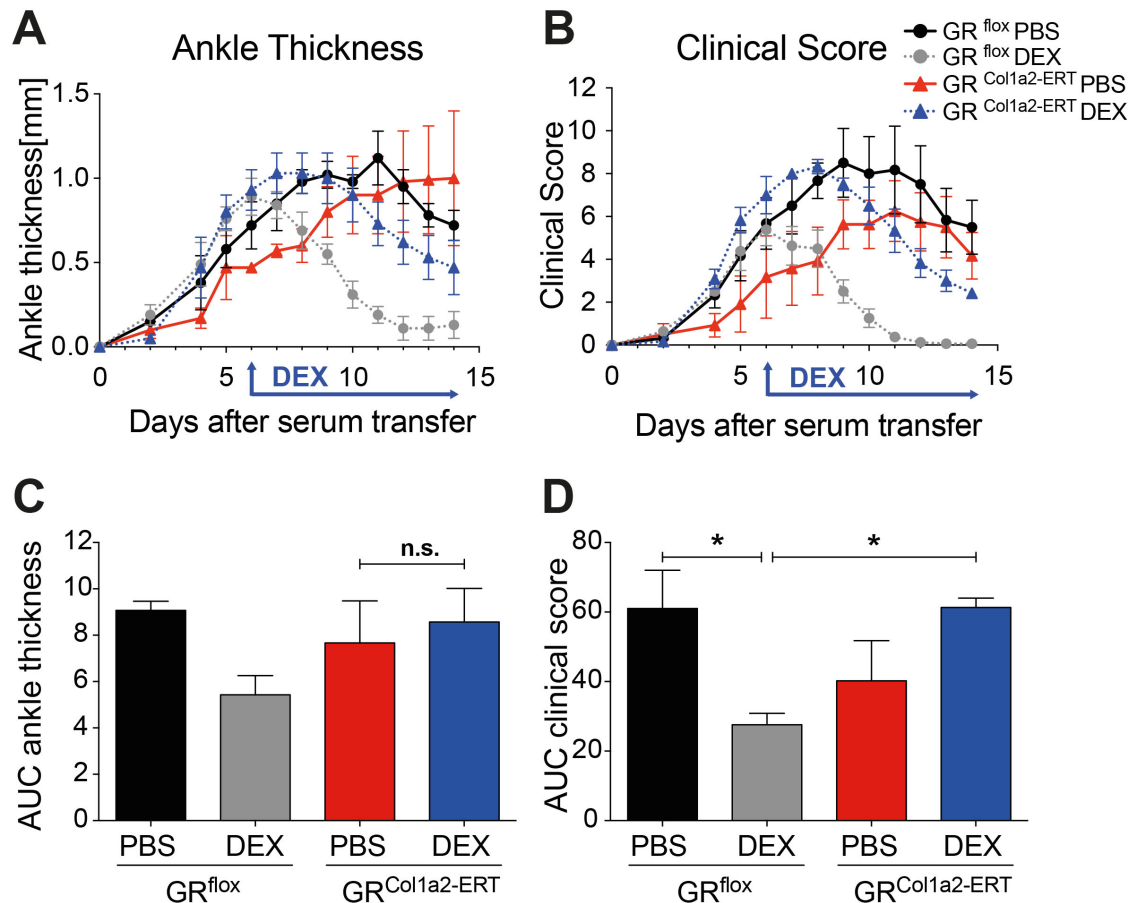 A
Ankle Thickness
Ankle thickness[mm]
1.5
1.0
0.5
0.0
0
5
10
15
DEX
Days after serum transfer
B
Clinical Score
GR flox PBS
GR flox DEX
GR Col1a2-ERT PBS
GR Col1a2-ERT DEX
Clinical Score
12
10
8
6
4
2
0
0
5
10
15
DEX
Days after serum transfer
C
AUC ankle thickness
12
10
8
6
4
2
0
n.s.
PBS
DEX
PBS
DEX
GRflox
GRCol1a2-ERT
D
AUC clinical score
80
60
40
20
0
*
*
PBS
DEX
PBS
DEX
GRflox
GRCol1a2-ERT